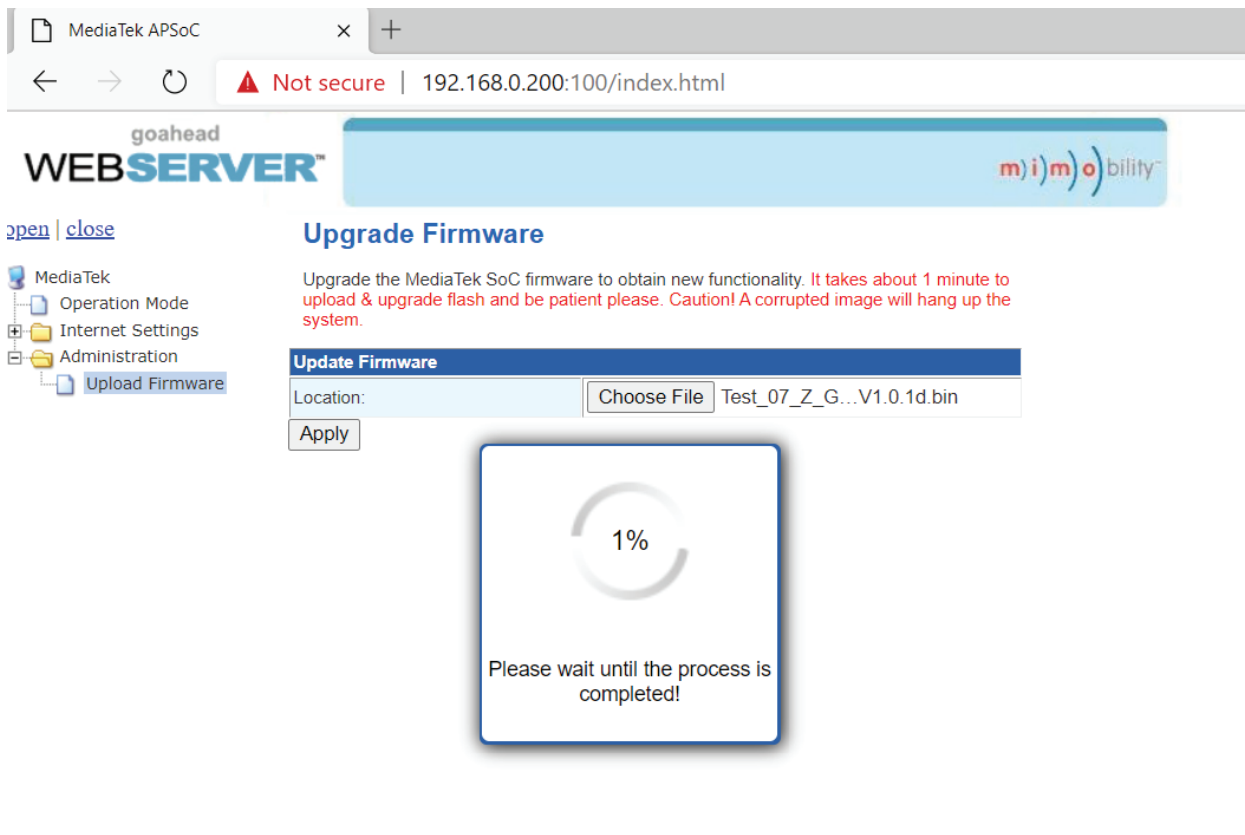 MediaTek APSoC
Not secure | 192.168.0.200:100/index.html
goahead
WEBSERVER™
m)i)m)o)bility™
open | close
MediaTek
Operation Mode
Internet Settings
Administration
Upload Firmware
Upgrade Firmware
Upgrade the MediaTek SoC firmware to obtain new functionality. It takes about 1 minute to
upload & upgrade flash and be patient please. Caution! A corrupted image will hang up the
system.
Update Firmware
Location:
Choose File Test_07_Z_G...V1.0.1d.bin
Apply
1%
Please wait until the process is
completed!